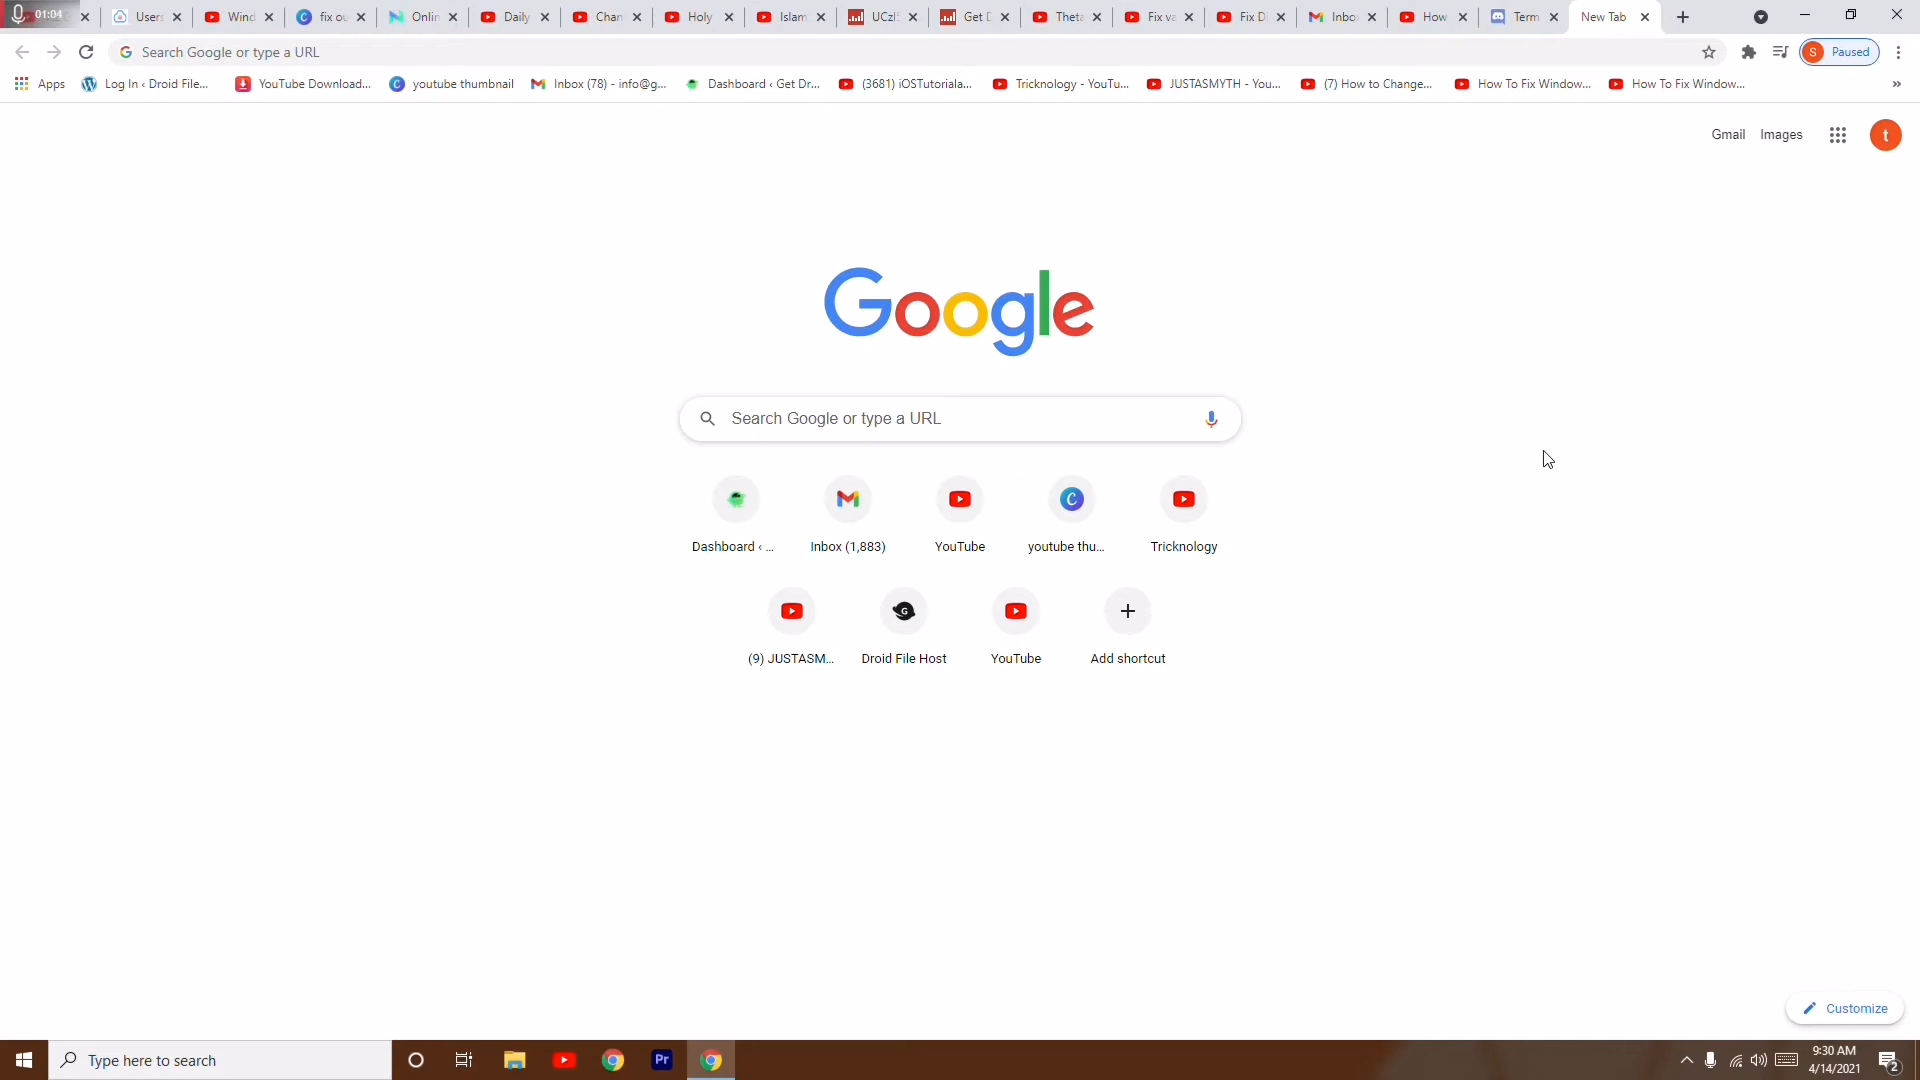 01:04
Users
Wind
fix ou
Onlin
Daily
Chan
Holy
Islam
UCzI
Get D
Theta
Fix va
Fix Di
Inbo
How
Term
New Tab
Search Google or type a URL
S
Paused
Apps
Log In ‹ Droid File...
YouTube Download...
youtube thumbnail
Inbox (78) - info@g...
Dashboard ‹ Get Dr...
(3681) iOSTutoriala...
Tricknology - YouTu...
JUSTASMYTH - You...
(7) How to Change...
How To Fix Window...
How To Fix Window...
»
Gmail
Images
t
Google
Search Google or type a URL
Dashboard ‹ ...
Inbox (1,883)
YouTube
youtube thu...
Tricknology
(9) JUSTASM...
Droid File Host
YouTube
Add shortcut
Customize
Type here to search
Pr
9:30 AM
4/14/2021
2